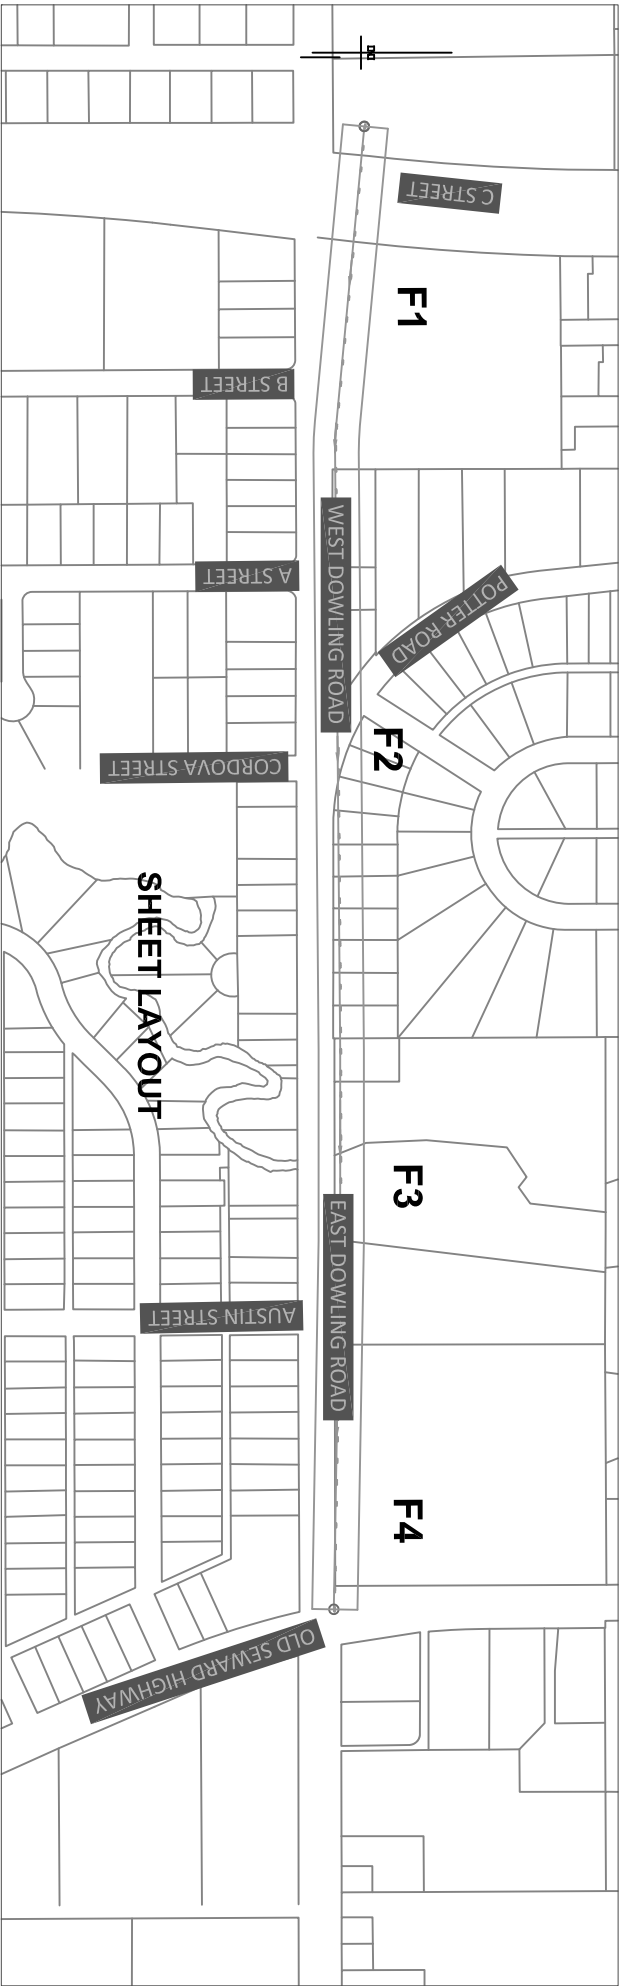 C STREET
F1
B STREET
WEST DOWLING ROAD
A STREET
POTTER ROAD
F2
CORDOVA STREET
SHEET LAYOUT
F3
EAST DOWLING ROAD
AUSTIN STREET
F4
OLD SEWARD HIGHWAY